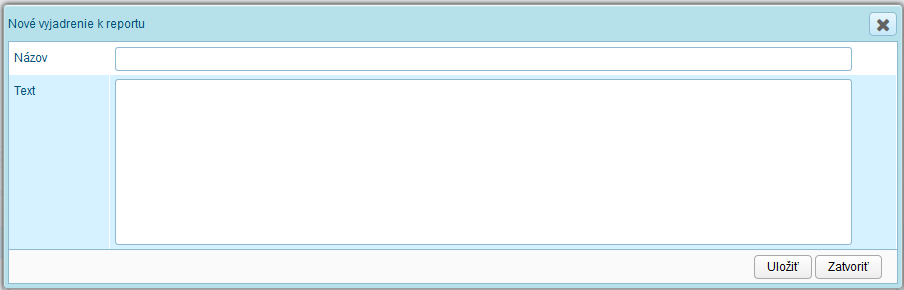 Nové vyjadrenie k reportu
Názov
Text
Uložiť Zatvoriť